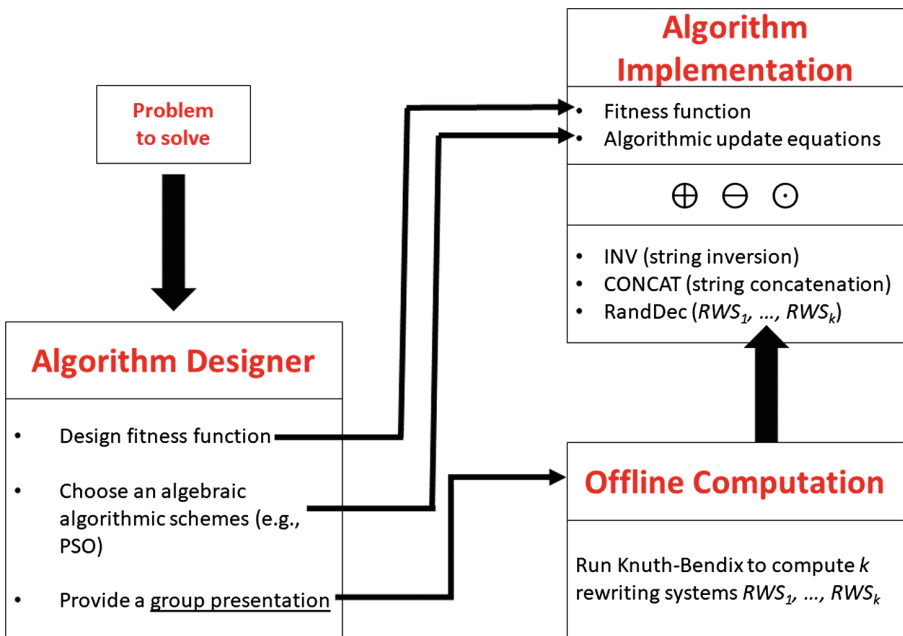 Problem
to solve
Algorithm Designer
• Design fitness function
• Choose an algebraic
algorithmic schemes (e.g.,
PSO)
• Provide a group presentation
Algorithm
Implementation
• Fitness function
• Algorithmic update equations
⊕ ⊖ ⊙
• INV (string inversion)
• CONCAT (string concatenation)
• RandDec (RWS₁, ..., RWSₖ)
Offline Computation
Run Knuth-Bendix to compute k
rewriting systems RWS₁, ..., RWSₖ